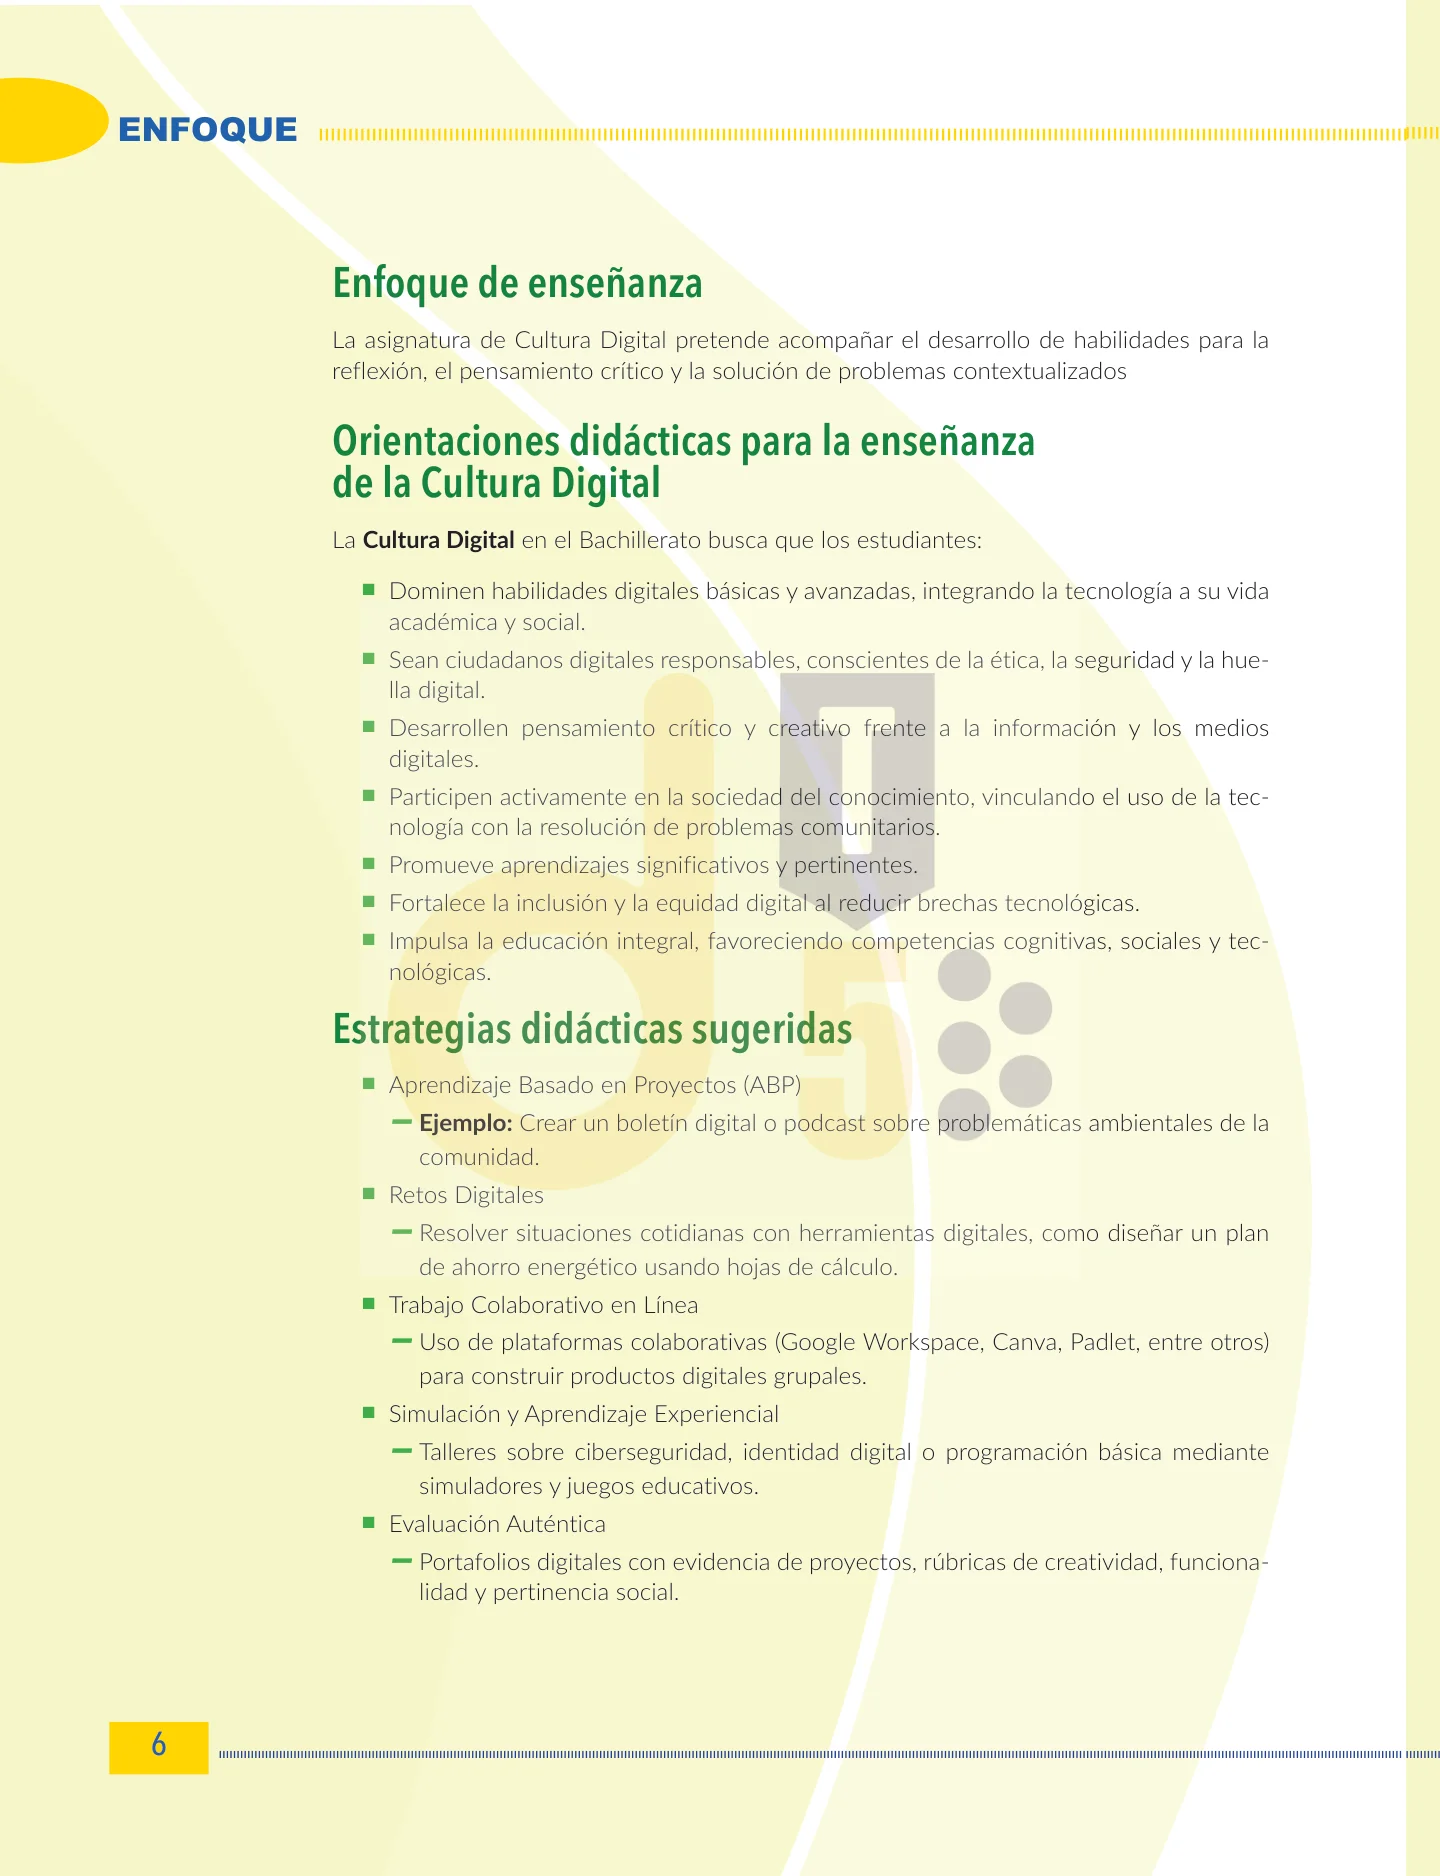 ENFOQUE
Enfoque de enseñanza
La asignatura de Cultura Digital pretende acompañar el desarrollo de habilidades para la
reflexión, el pensamiento crítico y la solución de problemas contextualizados
Orientaciones didácticas para la enseñanza
de la Cultura Digital
La Cultura Digital en el Bachillerato busca que los estudiantes:
■ Dominen habilidades digitales básicas y avanzadas, integrando la tecnología a su vida
académica y social.
■ Sean ciudadanos digitales responsables, conscientes de la ética, la seguridad y la hue-
lla digital.
■ Desarrollen pensamiento crítico y creativo frente a la información y los medios
digitales.
■ Participen activamente en la sociedad del conocimiento, vinculando el uso de la tec-
nología con la resolución de problemas comunitarios.
■ Promueve aprendizajes significativos y pertinentes.
■ Fortalece la inclusión y la equidad digital al reducir brechas tecnológicas.
■ Impulsa la educación integral, favoreciendo competencias cognitivas, sociales y tec-
nológicas.
Estrategias didácticas sugeridas
■ Aprendizaje Basado en Proyectos (ABP)
— Ejemplo: Crear un boletín digital o podcast sobre problemáticas ambientales de la
comunidad.
■ Retos Digitales
— Resolver situaciones cotidianas con herramientas digitales, como diseñar un plan
de ahorro energético usando hojas de cálculo.
■ Trabajo Colaborativo en Línea
— Uso de plataformas colaborativas (Google Workspace, Canva, Padlet, entre otros)
para construir productos digitales grupales.
■ Simulación y Aprendizaje Experiencial
— Talleres sobre ciberseguridad, identidad digital o programación básica mediante
simuladores y juegos educativos.
■ Evaluación Auténtica
— Portafolios digitales con evidencia de proyectos, rúbricas de creatividad, funciona-
lidad y pertinencia social.
6